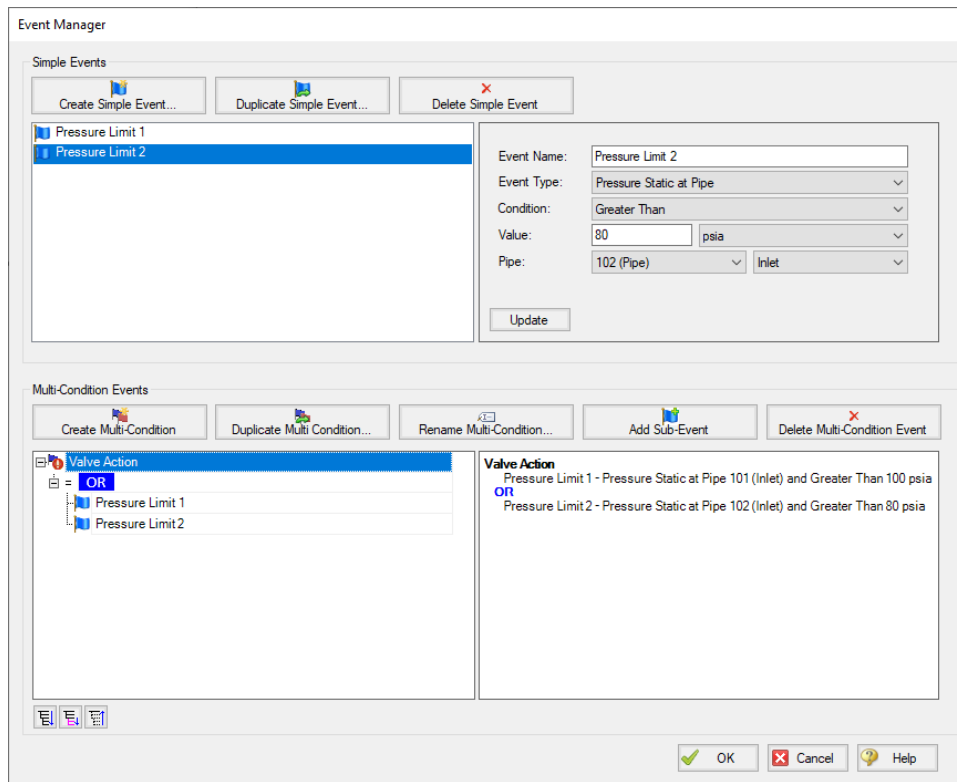 Event Manager
Simple Events
Create Simple Event...
Duplicate Simple Event...
Delete Simple Event
Pressure Limit 1
Pressure Limit 2
Event Name: Pressure Limit 2
Event Type: Pressure Static at Pipe
Condition: Greater Than
Value: 80 psia
Pipe: 102 (Pipe) Inlet
Update
Multi-Condition Events
Create Multi-Condition
Duplicate Multi Condition...
Rename Multi-Condition...
Add Sub-Event
Delete Multi-Condition Event
Valve Action
= OR
Pressure Limit 1
Pressure Limit 2
Valve Action
Pressure Limit 1 - Pressure Static at Pipe 101 (Inlet) and Greater Than 100 psia
OR
Pressure Limit 2 - Pressure Static at Pipe 102 (Inlet) and Greater Than 80 psia
OK
Cancel
Help